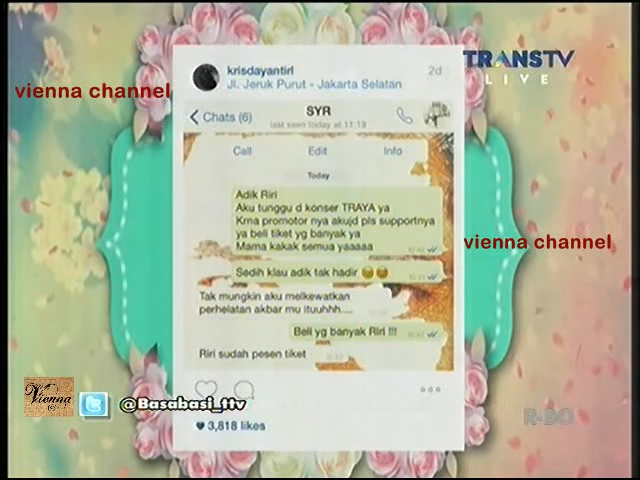 krisdayantirl
2d
TRANSTV
LIVE
Jl. Jeruk Purut - Jakarta Selatan
vienna channel
Chats (6)
SYR
last seen today at 11:19
Call
Edit
Info
Today
Adik Riri
Aku tunggu d konser TRAYA ya
Krna promotor nya akujd pls supportnya
ya beli tiket yg banyak ya
Mama kakak semua yaaaaa
vienna channel
Sedih klau adik tak hadir
Tak mungkin aku melkewatkan
perhelatan akbar mu ituuhhh....
Beli yg banyak Riri !!!
Riri sudah pesen tiket
Vienna
@Basabasi_ttv
R-BO
3,818 likes